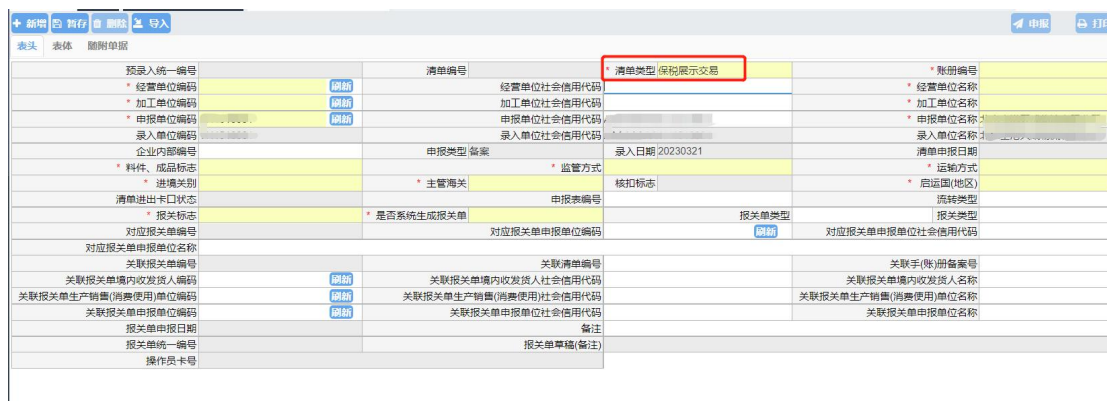 + 新增 暂存 删除 导入 申报 打印
表头 表体 随附单据
预录入统一编号 清单编号 * 清单类型 保税展示交易 * 账册编号
* 经营单位编码 刷新 经营单位社会信用代码 * 经营单位名称
* 加工单位编码 刷新 加工单位社会信用代码 * 加工单位名称
* 申报单位编码 刷新 申报单位社会信用代码 * 申报单位名称
录入单位编码 录入单位社会信用代码 录入单位名称
企业内部编号 申报类型 备案 录入日期 20230321 清单申报日期
* 料件、成品标志 * 监管方式 * 运输方式
* 进境关别 * 主管海关 核扣标志 * 启运国(地区)
清单进出卡口状态 申报表编号 流转类型
* 报关标志 * 是否系统生成报关单 报关单类型 报关类型
对应报关单编号 对应报关单申报单位编码 刷新 对应报关单申报单位社会信用代码
对应报关单申报单位名称
关联报关单编号 关联清单编号 关联手(账)册备案号
关联报关单境内收发货人编码 刷新 关联报关单境内收发货人社会信用代码 关联报关单境内收发货人名称
关联报关单生产销售(消费使用)单位编码 刷新 关联报关单生产销售(消费使用)社会信用代码 关联报关单生产销售(消费使用)单位名称
关联报关单申报单位编码 刷新 关联报关单申报单位社会信用代码 关联报关单申报单位名称
报关单申报日期 备注
报关单统一编号 报关单草稿(备注)
操作员卡号